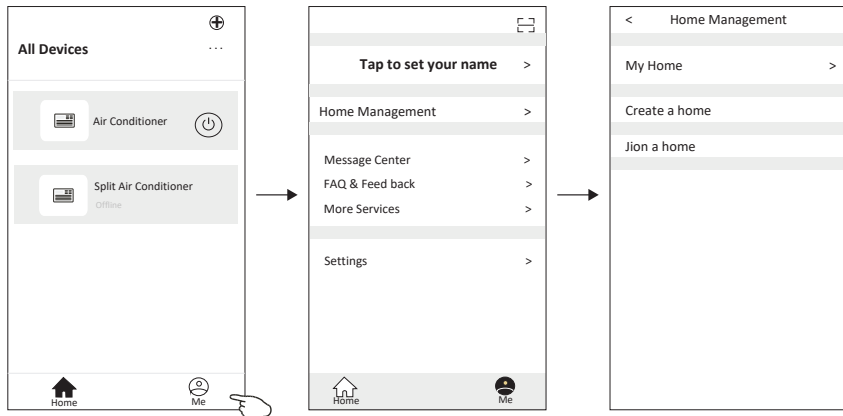 All Devices
...
Air Conditioner
Split Air Conditioner
Offline
Home
Me
Tap to set your name >
Home Management >
Message Center >
FAQ & Feed back >
More Services >
Settings >
Home
Me
< Home Management
My Home >
Create a home
Jion a home